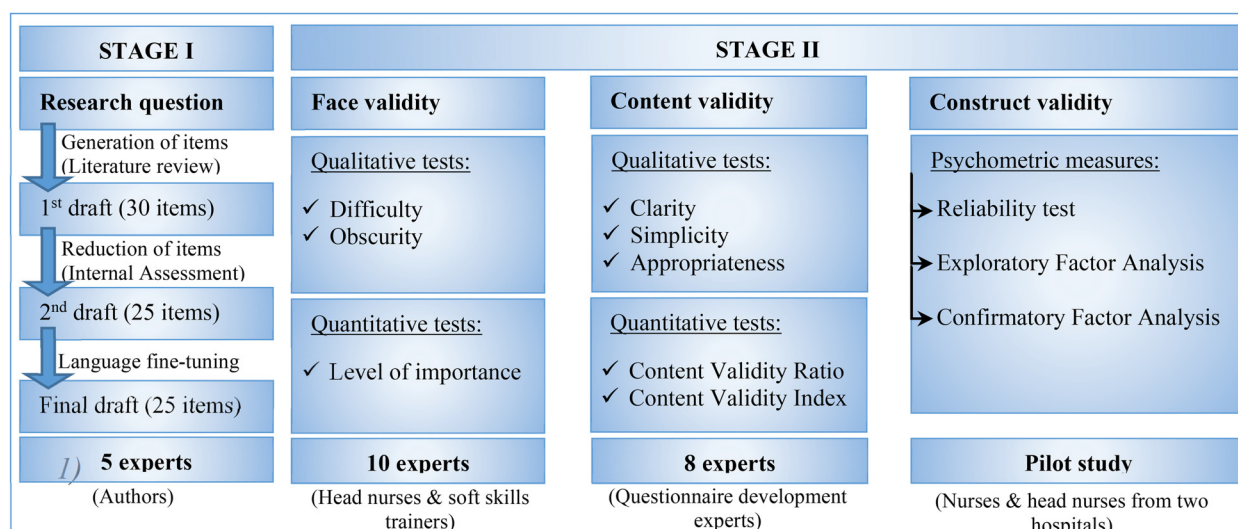 STAGE I
Research question
Generation of items
(Literature review)
1st draft (30 items)
Reduction of items
(Internal Assessment)
2nd draft (25 items)
Language fine-tuning
Final draft (25 items)
1) 5 experts
(Authors)
STAGE II
Face validity
Qualitative tests:
✓ Difficulty
✓ Obscurity
Quantitative tests:
✓ Level of importance
10 experts
(Head nurses & soft skills
trainers)
Content validity
Qualitative tests:
✓ Clarity
✓ Simplicity
✓ Appropriateness
Quantitative tests:
✓ Content Validity Ratio
✓ Content Validity Index
8 experts
(Questionnaire development
experts)
Construct validity
Psychometric measures:
Reliability test
Exploratory Factor Analysis
Confirmatory Factor Analysis
Pilot study
(Nurses & head nurses from two
hospitals)